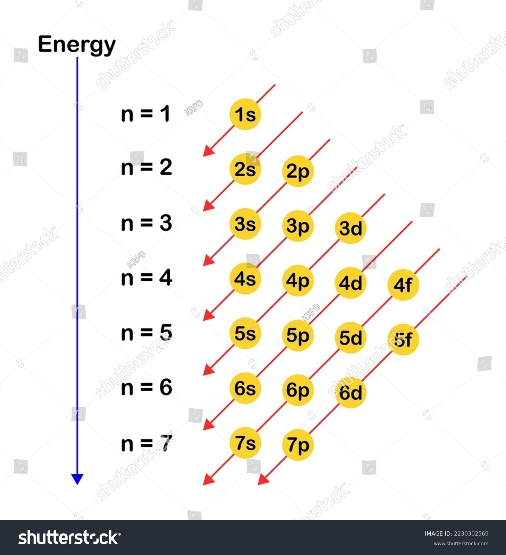 Energy
n = 1 1s
n = 2 2s 2p
n = 3 3s 3p 3d
n = 4 4s 4p 4d 4f
n = 5 5s 5p 5d 5f
n = 6 6s 6p 6d
n = 7 7s 7p
shutterstock
IMAGE ID: 2230302569
www.shutterstock.com